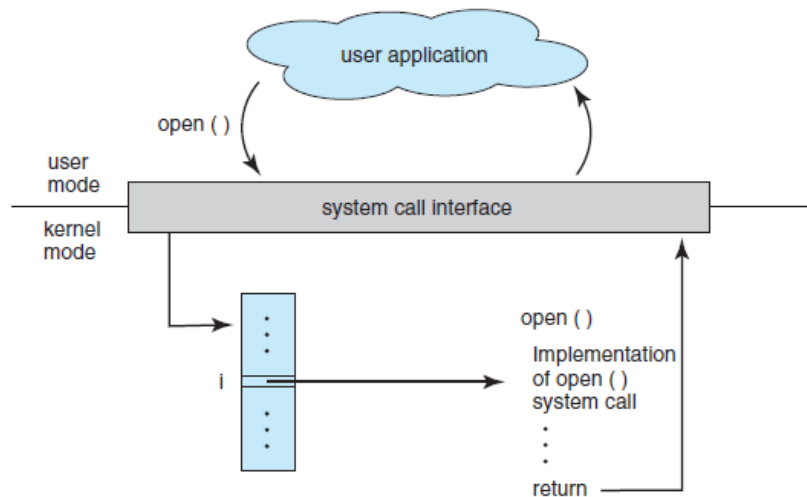 user application
open ( )
user
mode
system call interface
kernel
mode
open ( )
i
Implementation
of open ( )
system call
return